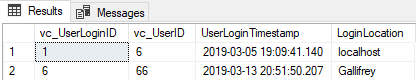 Results Messages
vc_UserLoginID vc_UserID UserLoginTimestamp LoginLocation
1 1 6 2019-03-05 19:09:41.140 localhost
2 6 66 2019-03-13 20:51:50.207 Gallifrey